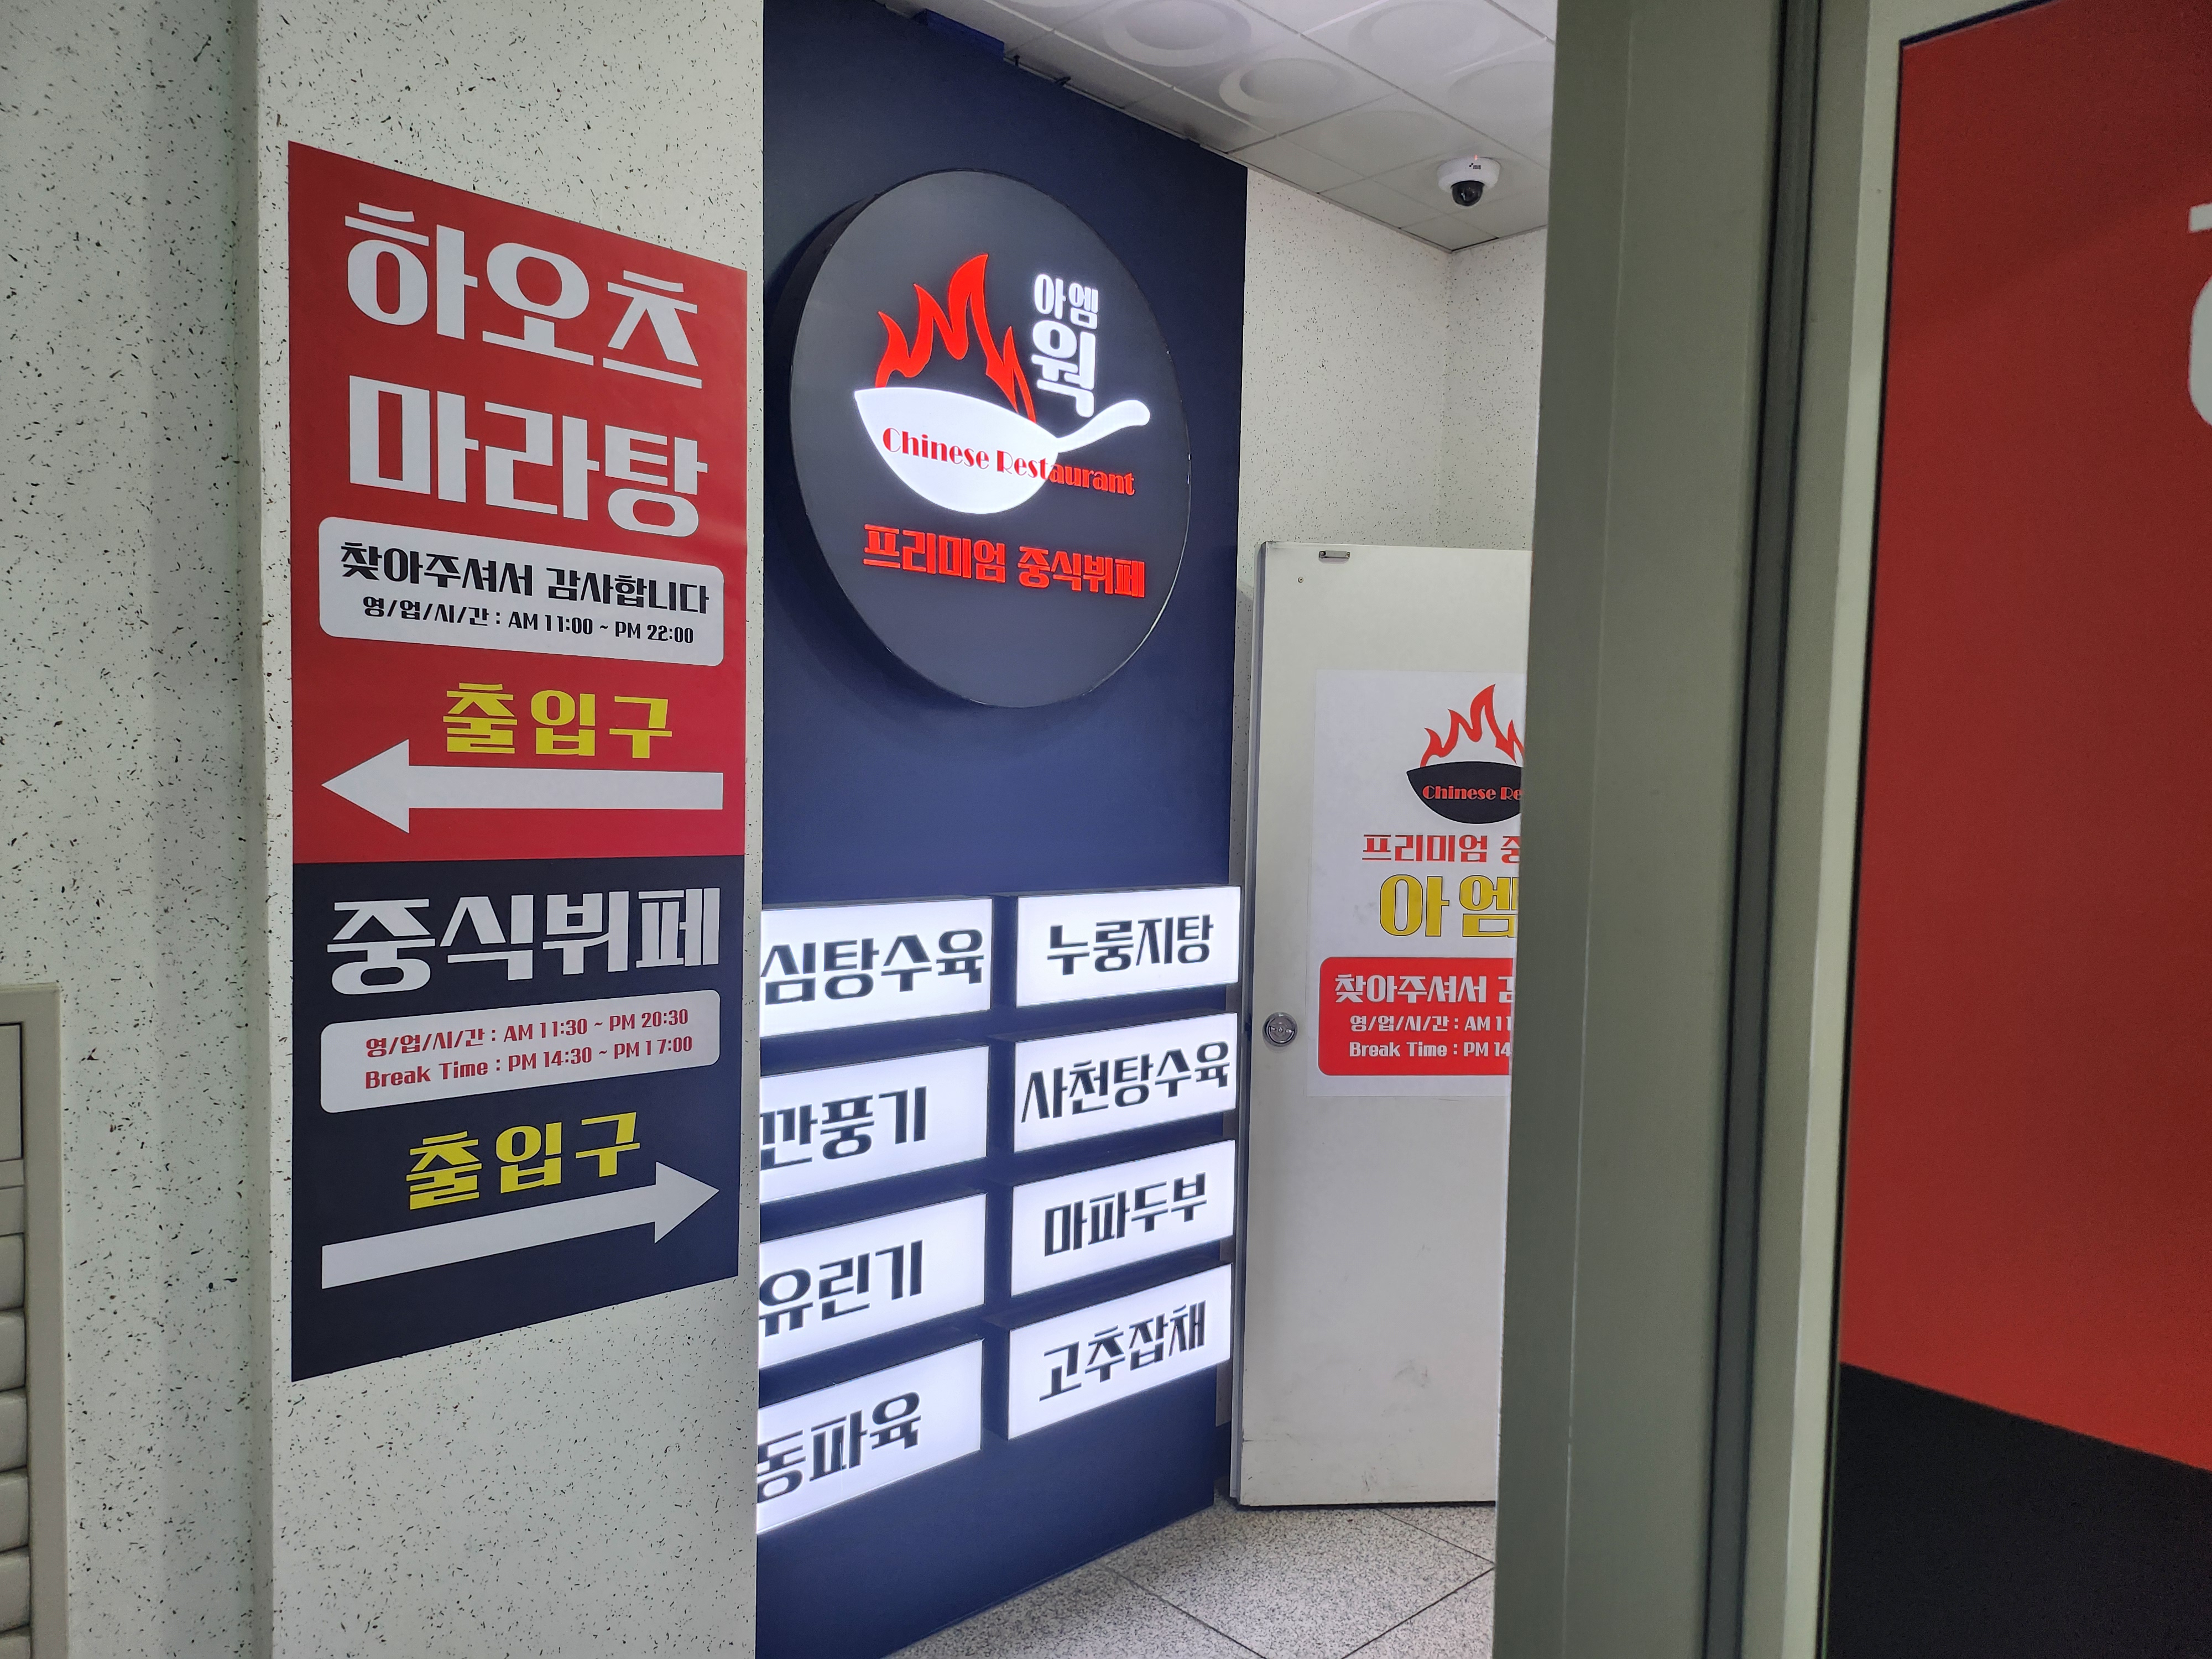 하오츠
마라탕
찾아주셔서 감사합니다
영/업/시/간 : AM 11:00 ~ PM 22:00
출입구
중식뷔페
영/업/시/간 : AM 11:30 ~ PM 20:30
Break Time : PM 14:30 ~ PM 17:00
출입구
아엠
웍
Chinese Restaurant
프리미엄 중식뷔페
심탕수육
누룽지탕
깐풍기
사천탕수육
유린기
마파두부
동파육
고추잡채
Chinese Re
프리미엄 중
아엠
찾아주셔서
영/업/시/간 : AM 11
Break Time : PM 14